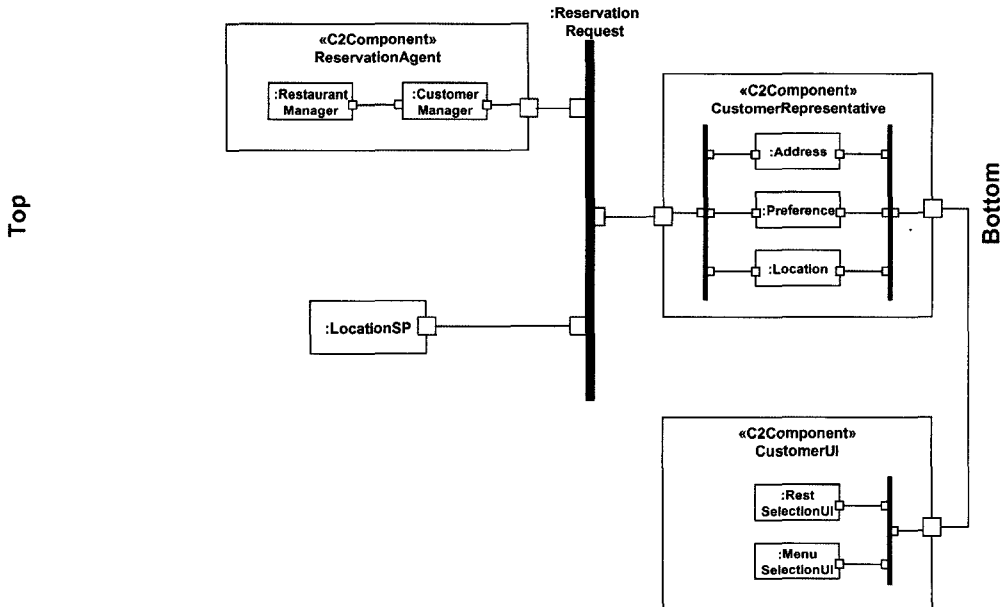 :Reservation
Request
«C2Component»
ReservationAgent
:Restaurant
Manager
:Customer
Manager
«C2Component»
CustomerRepresentative
:Address
:Preference
:Location
Top
Bottom
:LocationSP
«C2Component»
CustomerUI
:Rest
SelectionUI
:Menu
SelectionUI